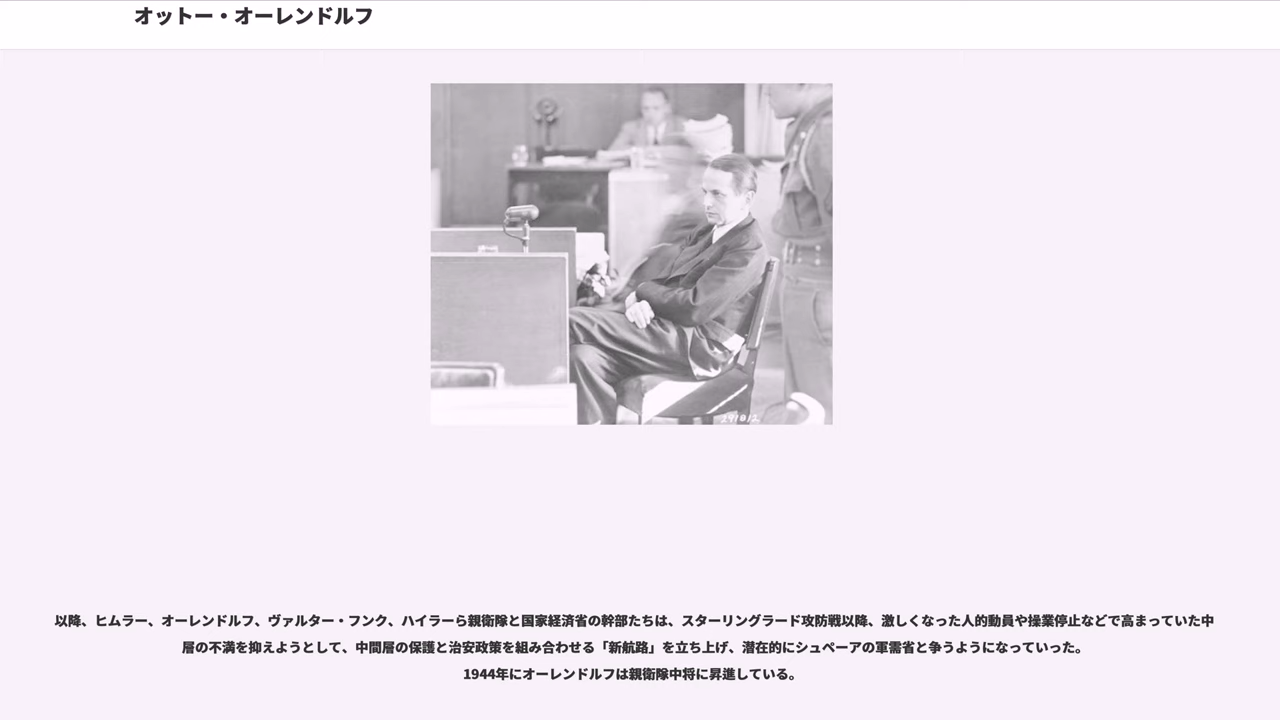 オットー・オーレンドルフ
291812
以降、ヒムラー、オーレンドルフ、ヴァルター・フンク、ハイラーら親衛隊と国家経済省の幹部たちは、スターリングラード攻防戦以降、激しくなった人的動員や操業停止などで高まっていた中
層の不満を抑えようとして、中間層の保護と治安政策を組み合わせる「新航路」を立ち上げ、潜在的にシュペーアの軍需省と争うようになっていった。
1944年にオーレンドルフは親衛隊中将に昇進している。